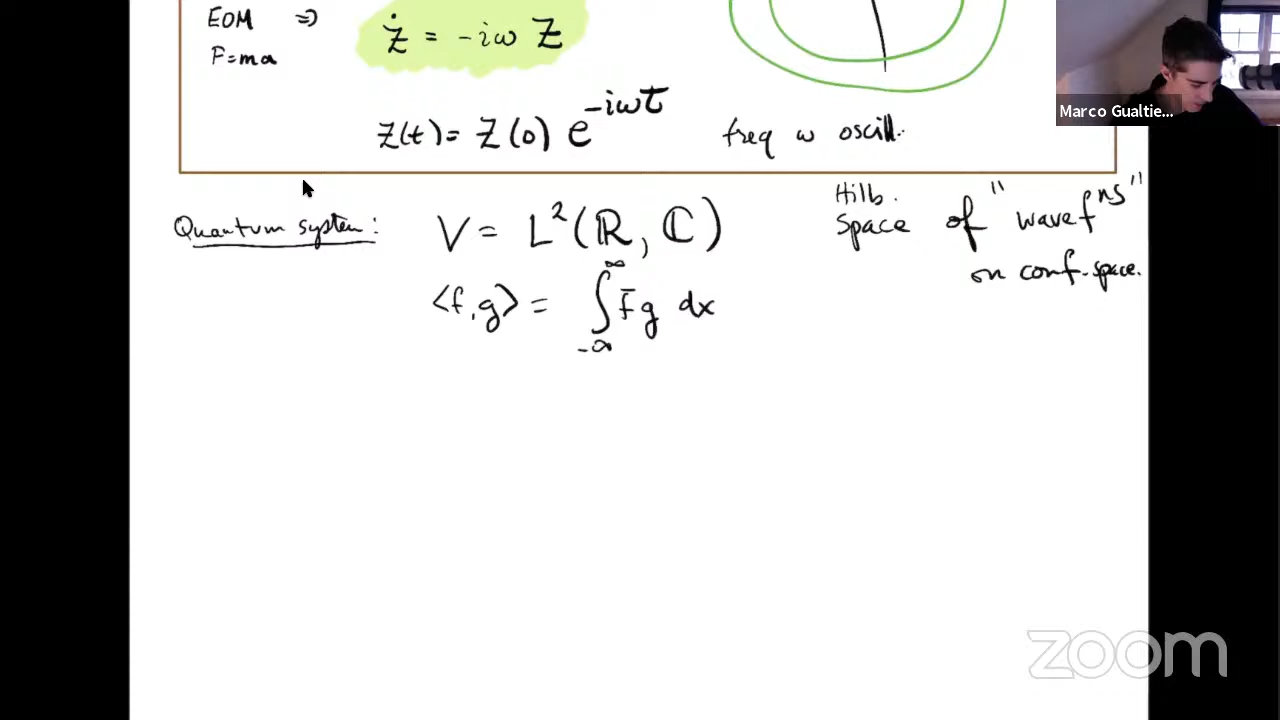 EOM ⇒
ż = -iω z
F=ma
z(t) = z(0) e^{-iωt} freq ω oscill.
Marco Gualtie...
Quantum system: V = L²(ℝ, ℂ)
Hilb.
space of "wavefns"
on conf-space.
<f,g> = ∫_{-∞}^{∞} f̄g dx
zoom